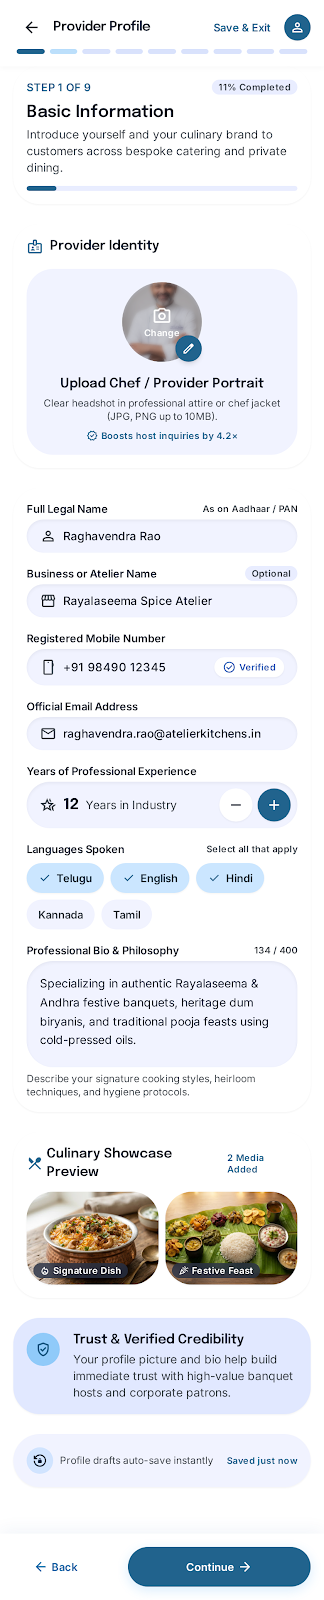 Provider Profile
Save & Exit
STEP 1 OF 9
11% Completed
Basic Information
Introduce yourself and your culinary brand to
customers across bespoke catering and private
dining.
Provider Identity
Change
Upload Chef / Provider Portrait
Clear headshot in professional attire or chef jacket
(JPG, PNG up to 10MB).
Boosts host inquiries by 4.2×
Full Legal Name
As on Aadhaar / PAN
Raghavendra Rao
Business or Atelier Name
Optional
Rayalaseema Spice Atelier
Registered Mobile Number
+91 98490 12345
Verified
Official Email Address
raghavendra.rao@atelierkitchens.in
Years of Professional Experience
12 Years in Industry
Languages Spoken
Select all that apply
Telugu
English
Hindi
Kannada
Tamil
Professional Bio & Philosophy
134 / 400
Specializing in authentic Rayalaseema &
Andhra festive banquets, heritage dum
biryanis, and traditional pooja feasts using
cold-pressed oils.
Describe your signature cooking styles, heirloom
techniques, and hygiene protocols.
Culinary Showcase
Preview
2 Media
Added
Signature Dish
Festive Feast
Trust & Verified Credibility
Your profile picture and bio help build
immediate trust with high-value banquet
hosts and corporate patrons.
Profile drafts auto-save instantly
Saved just now
Back
Continue